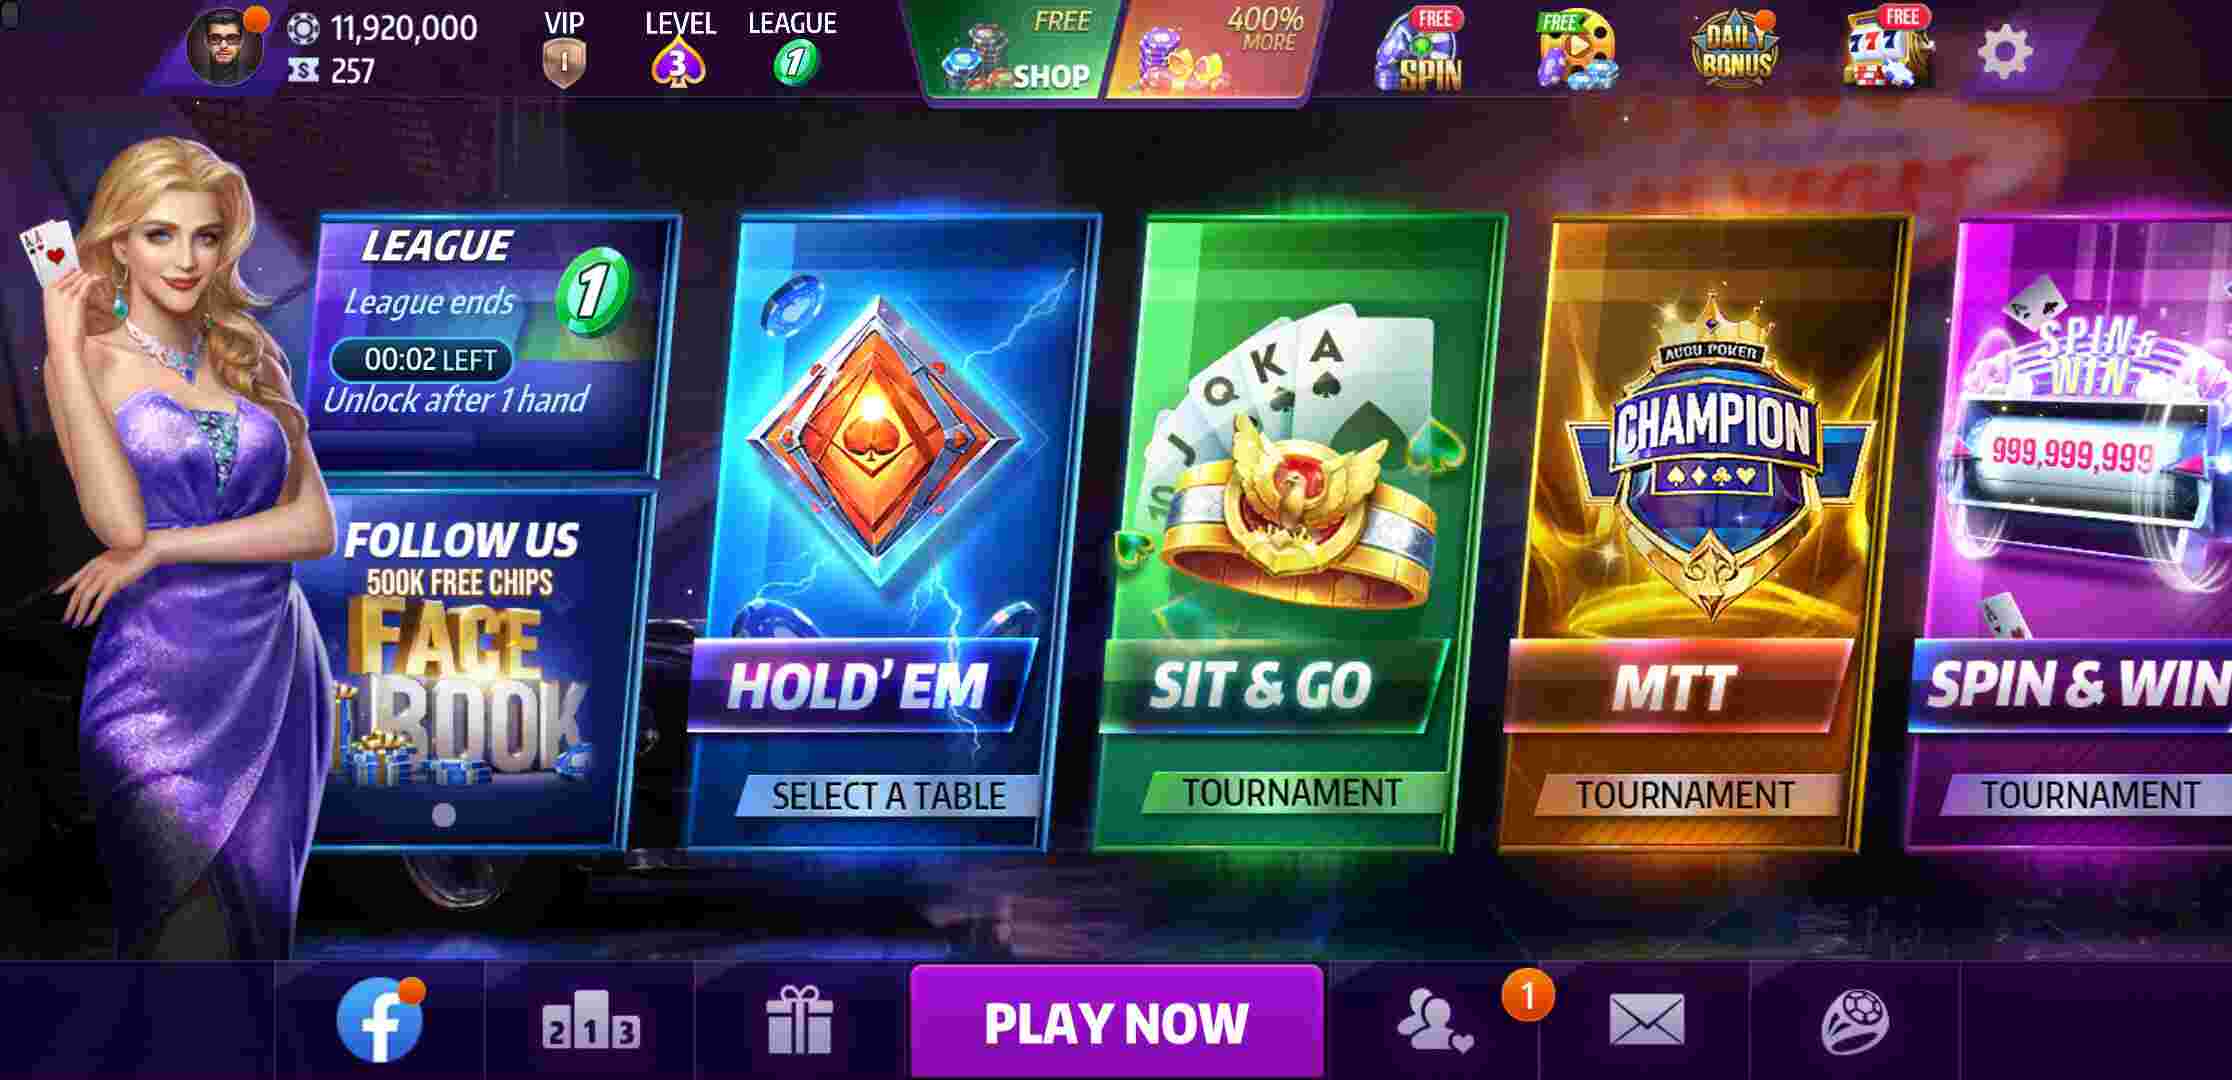 11,920,000
257
VIP
1
LEVEL
3
LEAGUE
1
FREE
SHOP
400%
MORE
FREE
SPIN
FREE
DAILY
BONUS
FREE
777
LEAGUE
League ends
1
00:02 LEFT
Unlock after 1 hand
FOLLOW US
500K FREE CHIPS
FACE
BOOK
HOLD'EM
SELECT A TABLE
A
K
Q
J
10
SIT & GO
TOURNAMENT
POKER
CHAMPION
MTT
TOURNAMENT
SPIN &
WIN
999,999,999
SPIN & WIN
TOURNAMENT
2 1 3
PLAY NOW
1